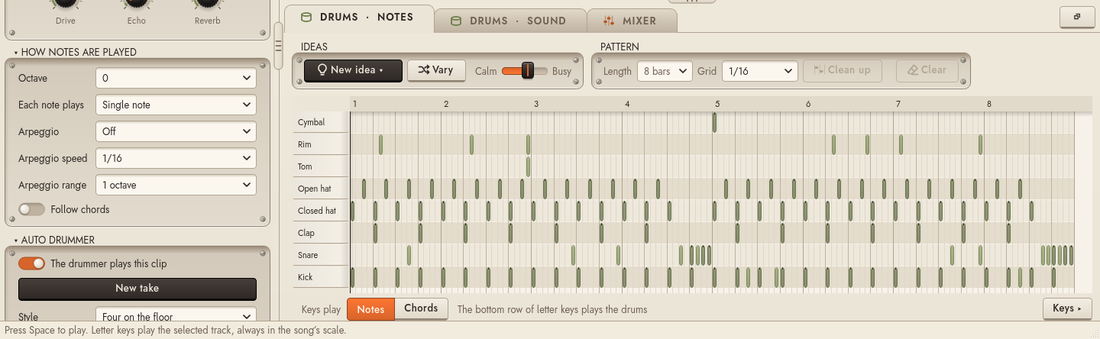 Drive Echo Reverb
HOW NOTES ARE PLAYED
Octave 0
Each note plays Single note
Arpeggio Off
Arpeggio speed 1/16
Arpeggio range 1 octave
Follow chords
AUTO DRUMMER
The drummer plays this clip
New take
Style Four on the floor
DRUMS · NOTES
DRUMS · SOUND
MIXER
IDEAS
New idea Vary Calm Busy
PATTERN
Length 8 bars Grid 1/16 Clean up Clear
1 2 3 4 5 6 7 8
Cymbal
Rim
Tom
Open hat
Closed hat
Clap
Snare
Kick
Keys play Notes Chords The bottom row of letter keys plays the drums Keys
Press Space to play. Letter keys play the selected track, always in the song's scale.